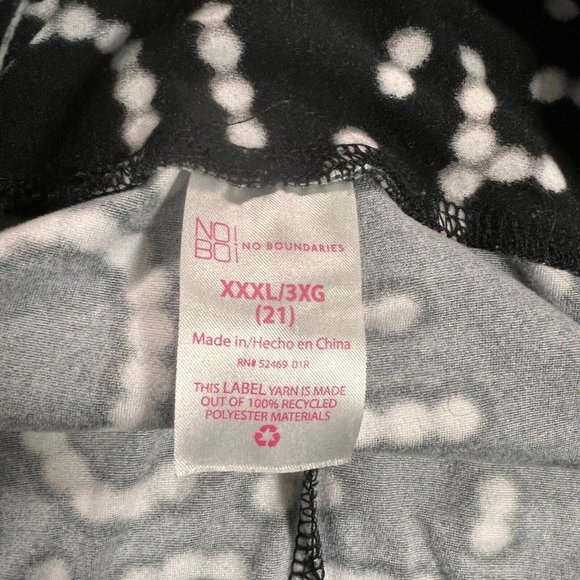 NO
BO
NO BOUNDARIES
XXXL/3XG
(21)
Made in/Hecho en China
RN# 52469 01R
THIS LABEL YARN IS MADE
OUT OF 100% RECYCLED
POLYESTER MATERIALS